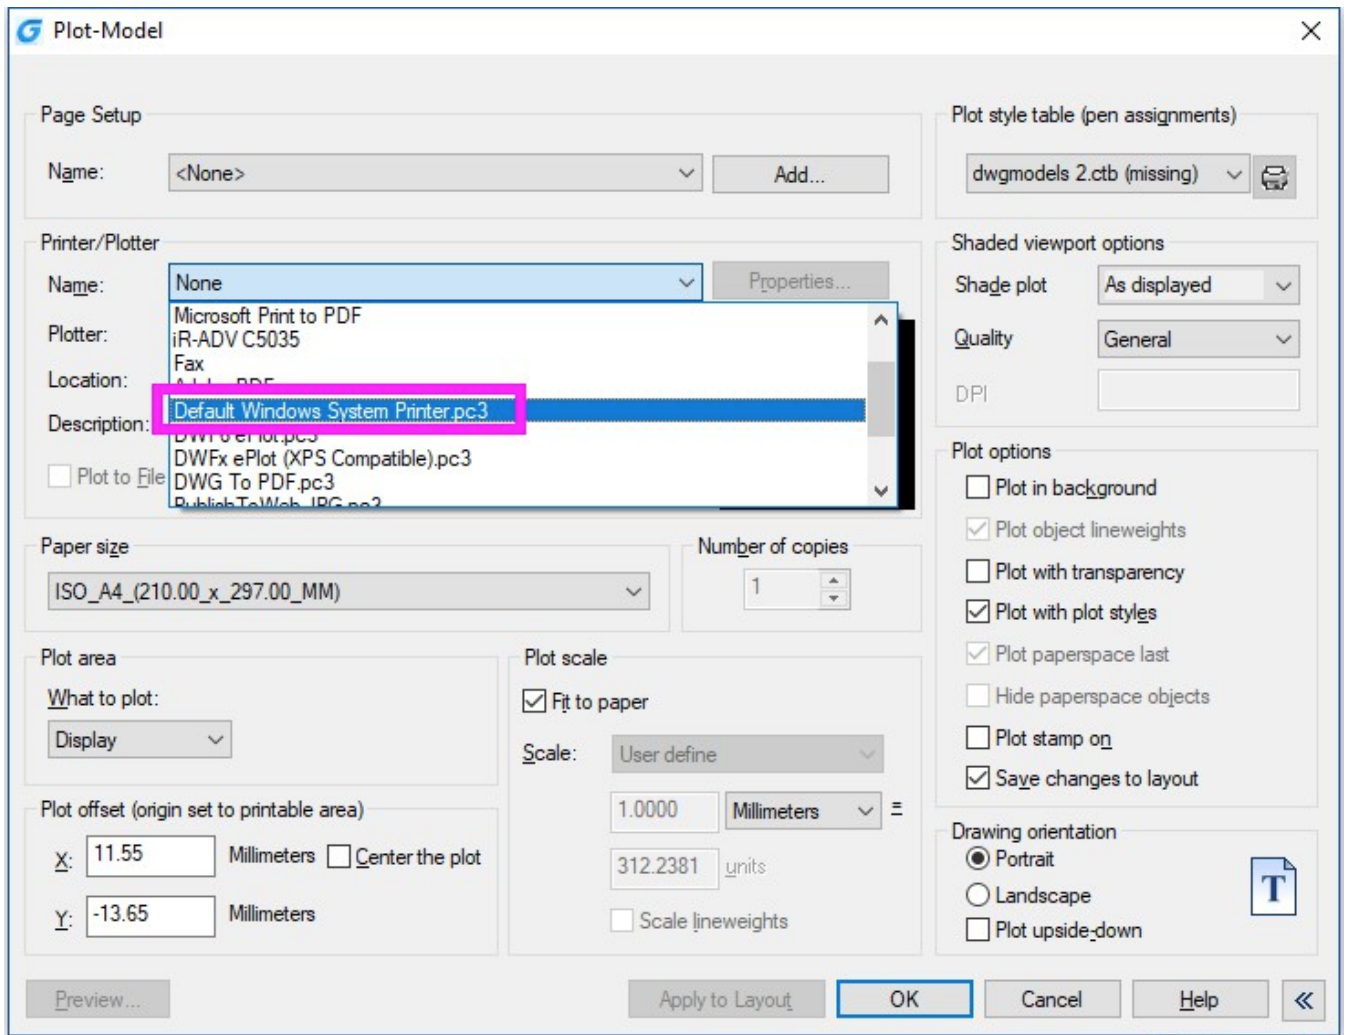 Plot-Model
Page Setup
Name:
<None>
Add...
Plot style table (pen assignments)
dwgmodels 2.ctb (missing)
Printer/Plotter
Name:
None
Properties...
Microsoft Print to PDF
iR-ADV C5035
Fax
Default Windows System Printer.pc3
DWF6 ePlot.pc3
DWFx ePlot (XPS Compatible).pc3
DWG To PDF.pc3
PublishToWeb JPG.pc3
Plotter:
Location:
Description:
Plot to File
Shaded viewport options
Shade plot
As displayed
Quality
General
DPI
Paper size
ISO_A4_(210.00_x_297.00_MM)
Number of copies
1
Plot options
Plot in background
Plot object lineweights
Plot with transparency
Plot with plot styles
Plot paperspace last
Hide paperspace objects
Plot stamp on
Save changes to layout
Plot area
What to plot:
Display
Plot scale
Fit to paper
Scale:
User define
1.0000
Millimeters
=
312.2381
units
Scale lineweights
Plot offset (origin set to printable area)
X:
11.55
Millimeters
Center the plot
Y:
-13.65
Millimeters
Drawing orientation
Portrait
Landscape
Plot upside-down
T
Preview...
Apply to Layout
OK
Cancel
Help
«